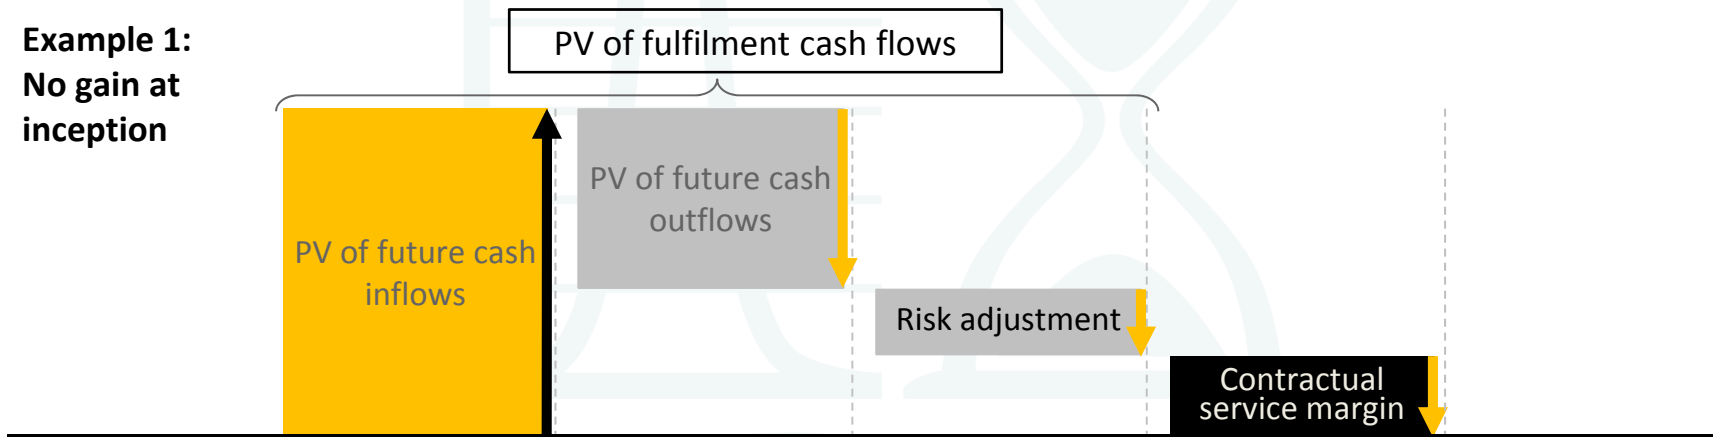 Example 1:
No gain at
inception
PV of fulfilment cash flows
PV of future cash
inflows
PV of future cash
outflows
Risk adjustment
Contractual
service margin